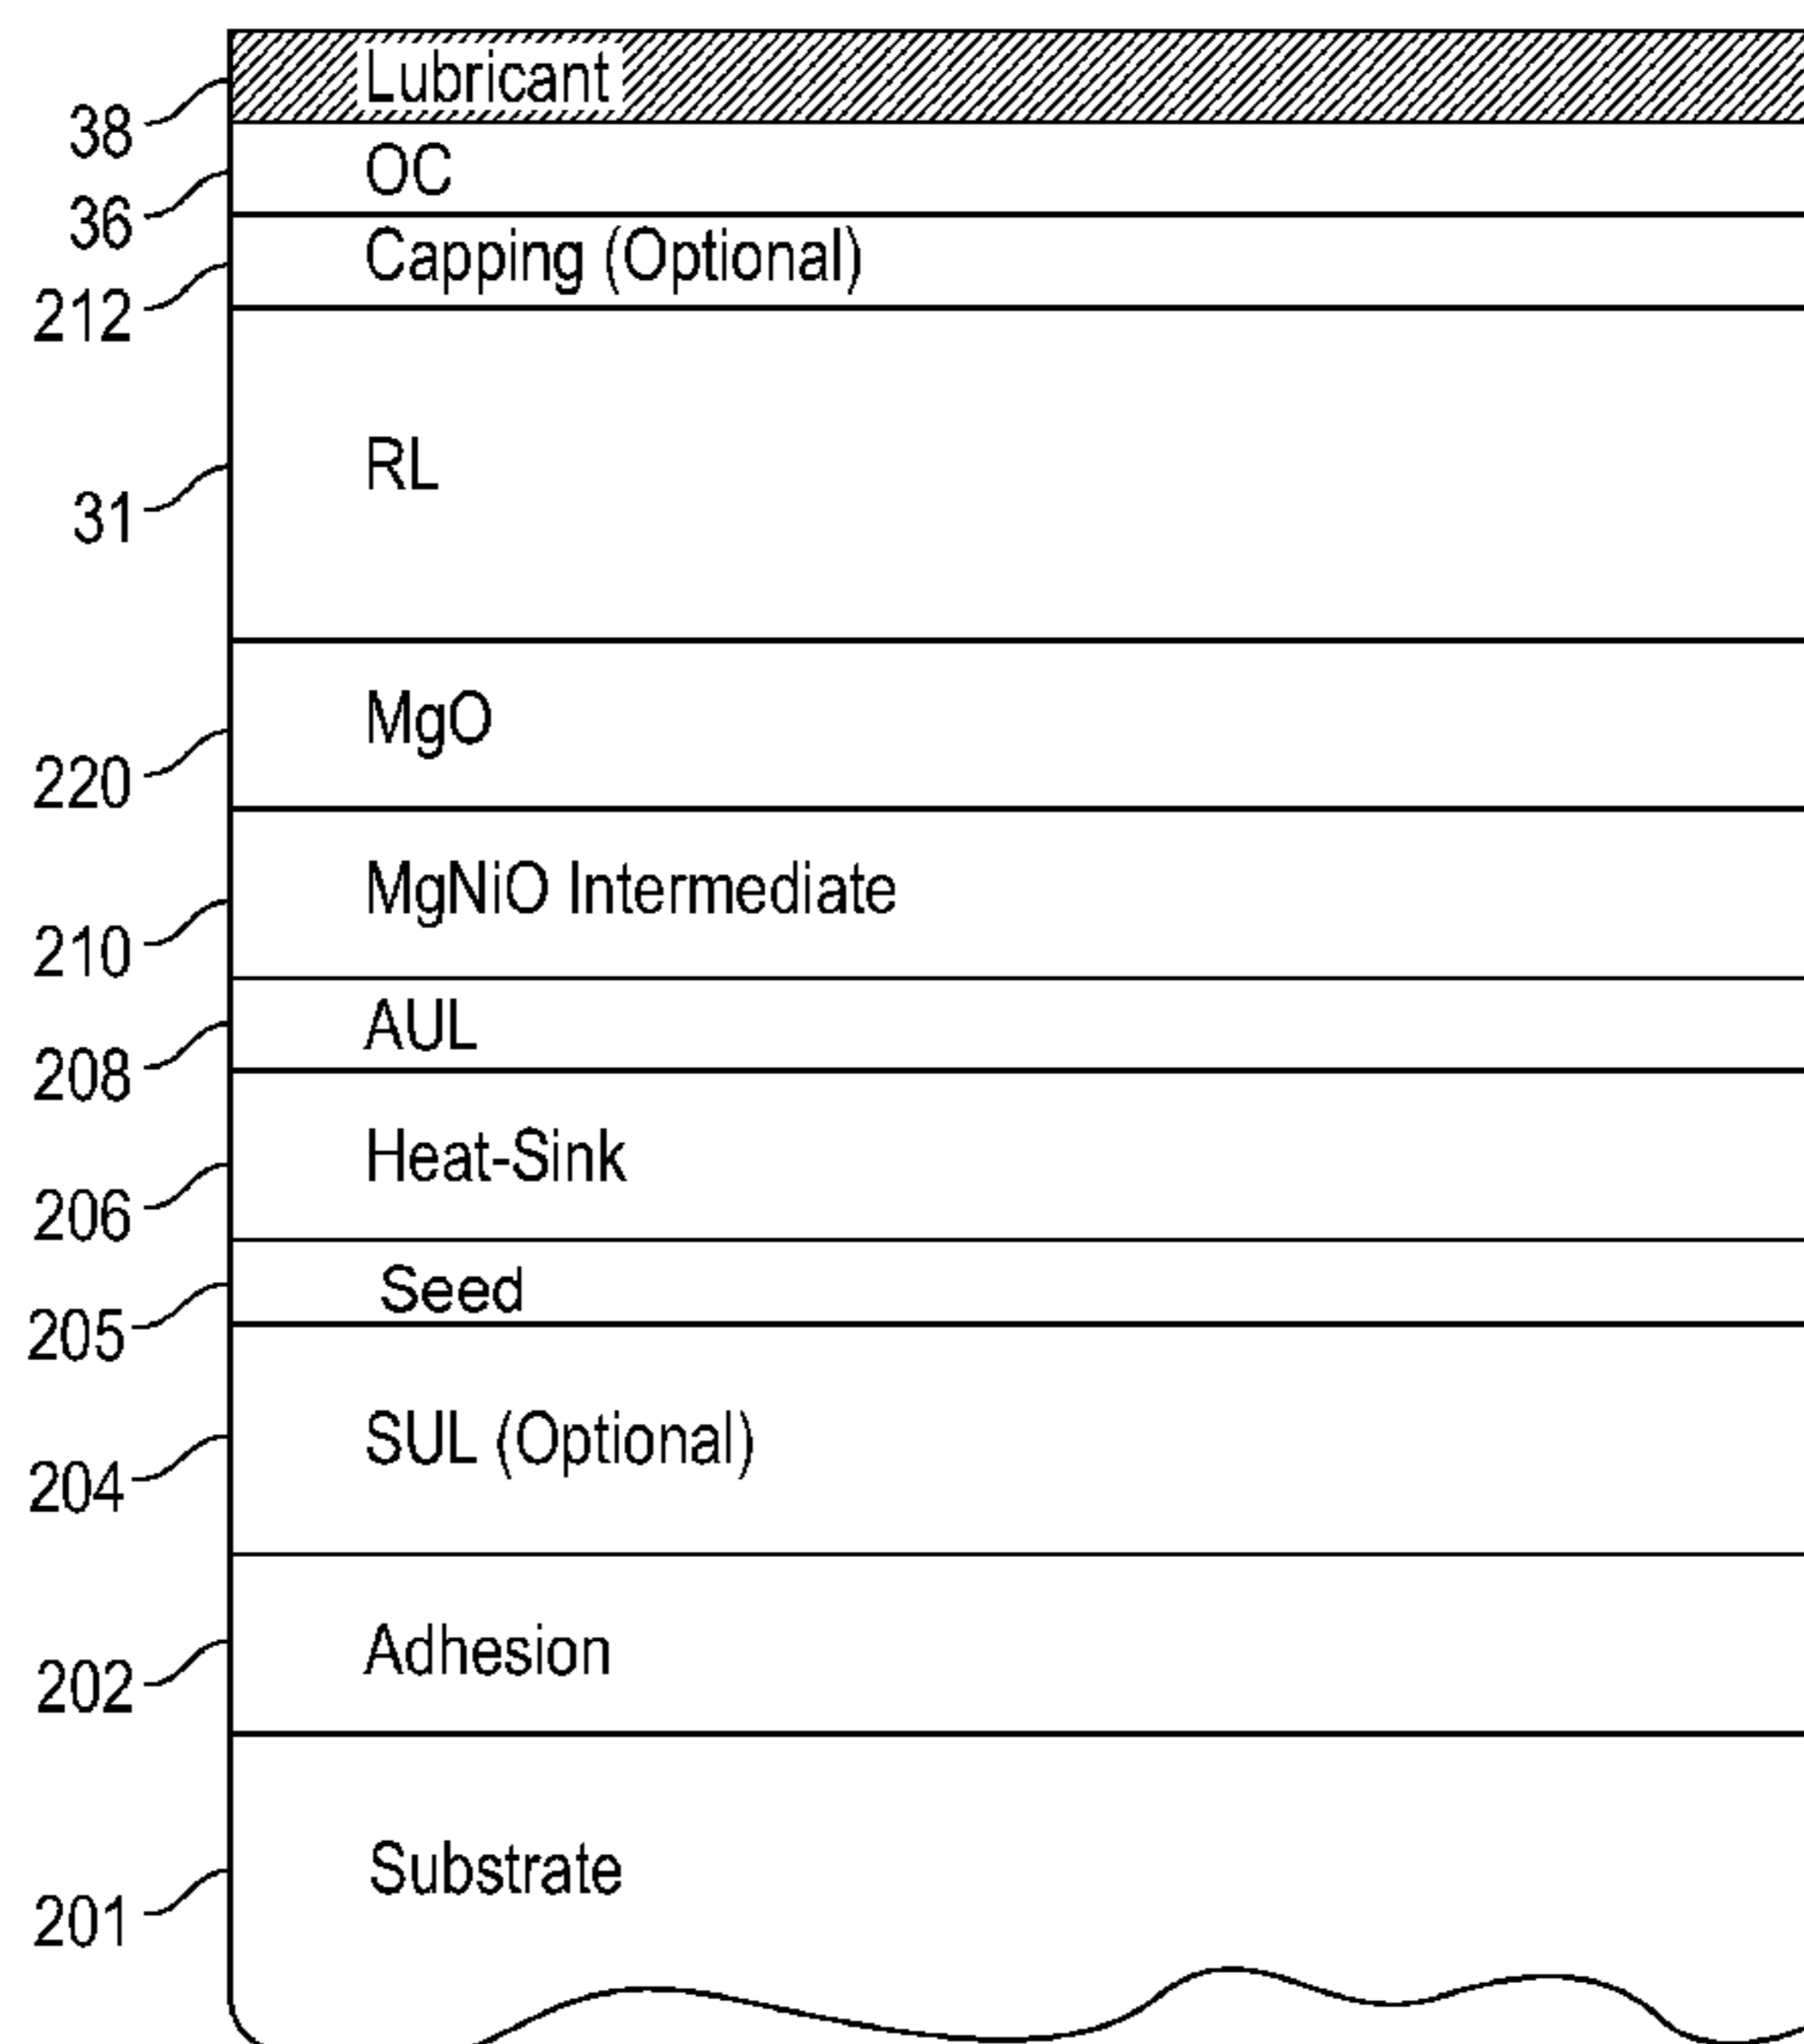 Lubricant
38
OC
36
Capping (Optional)
212
RL
31
MgO
220
MgNiO Intermediate
210
AUL
208
Heat-Sink
206
Seed
205
SUL (Optional)
204
Adhesion
202
Substrate
201